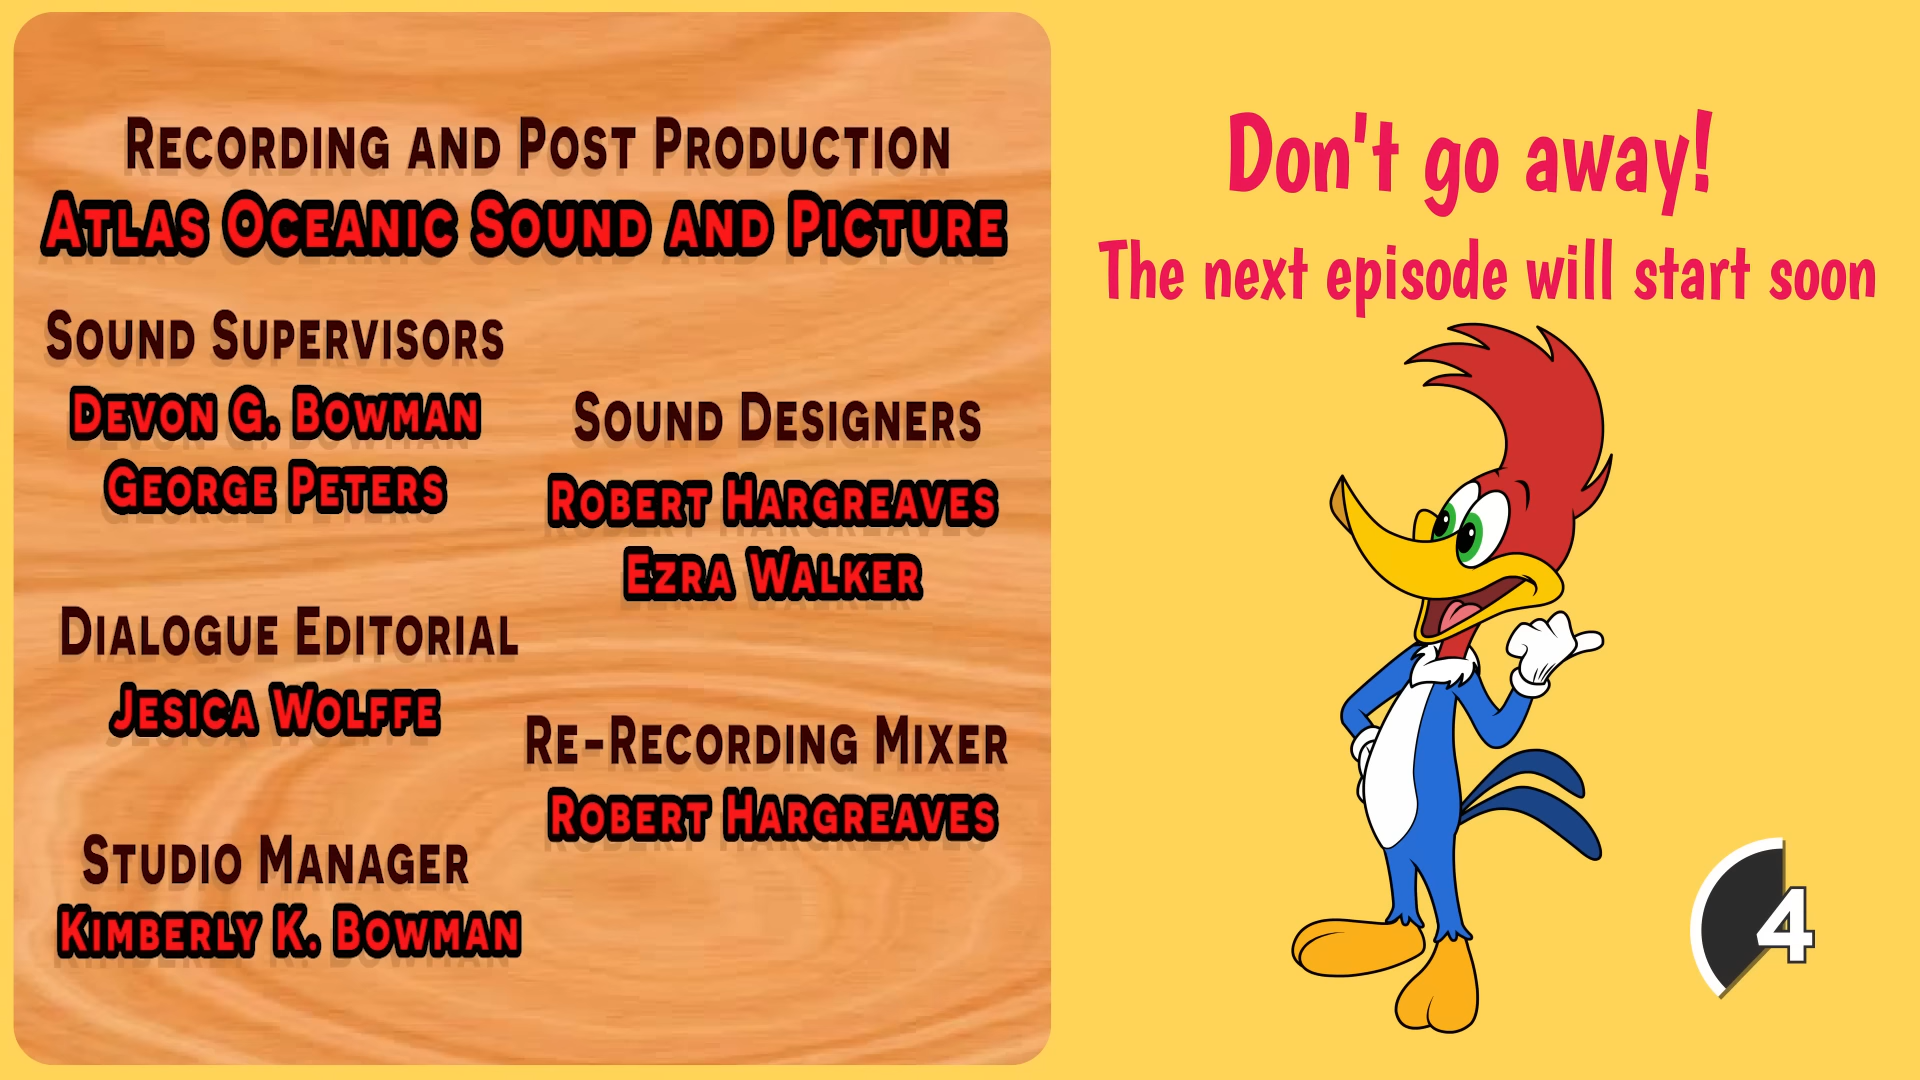 Recording and Post Production
Atlas Oceanic Sound and Picture
Sound Supervisors
Devon G. Bowman
George Peters
Sound Designers
Robert Hargreaves
Ezra Walker
Dialogue Editorial
Jesica Wolffe
Re-Recording Mixer
Robert Hargreaves
Studio Manager
Kimberly K. Bowman
Don't go away!
The next episode will start soon
4